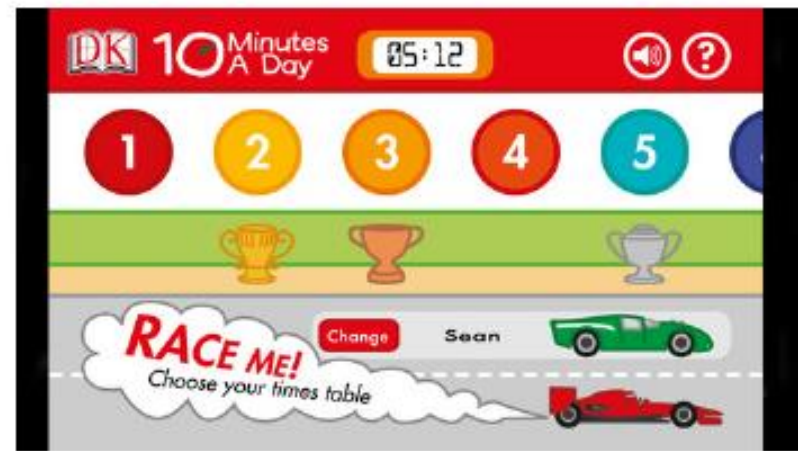 DK 10 Minutes A Day 05:12 ?
1 2 3 4 5
RACE ME!
Choose your times table
Change Sean